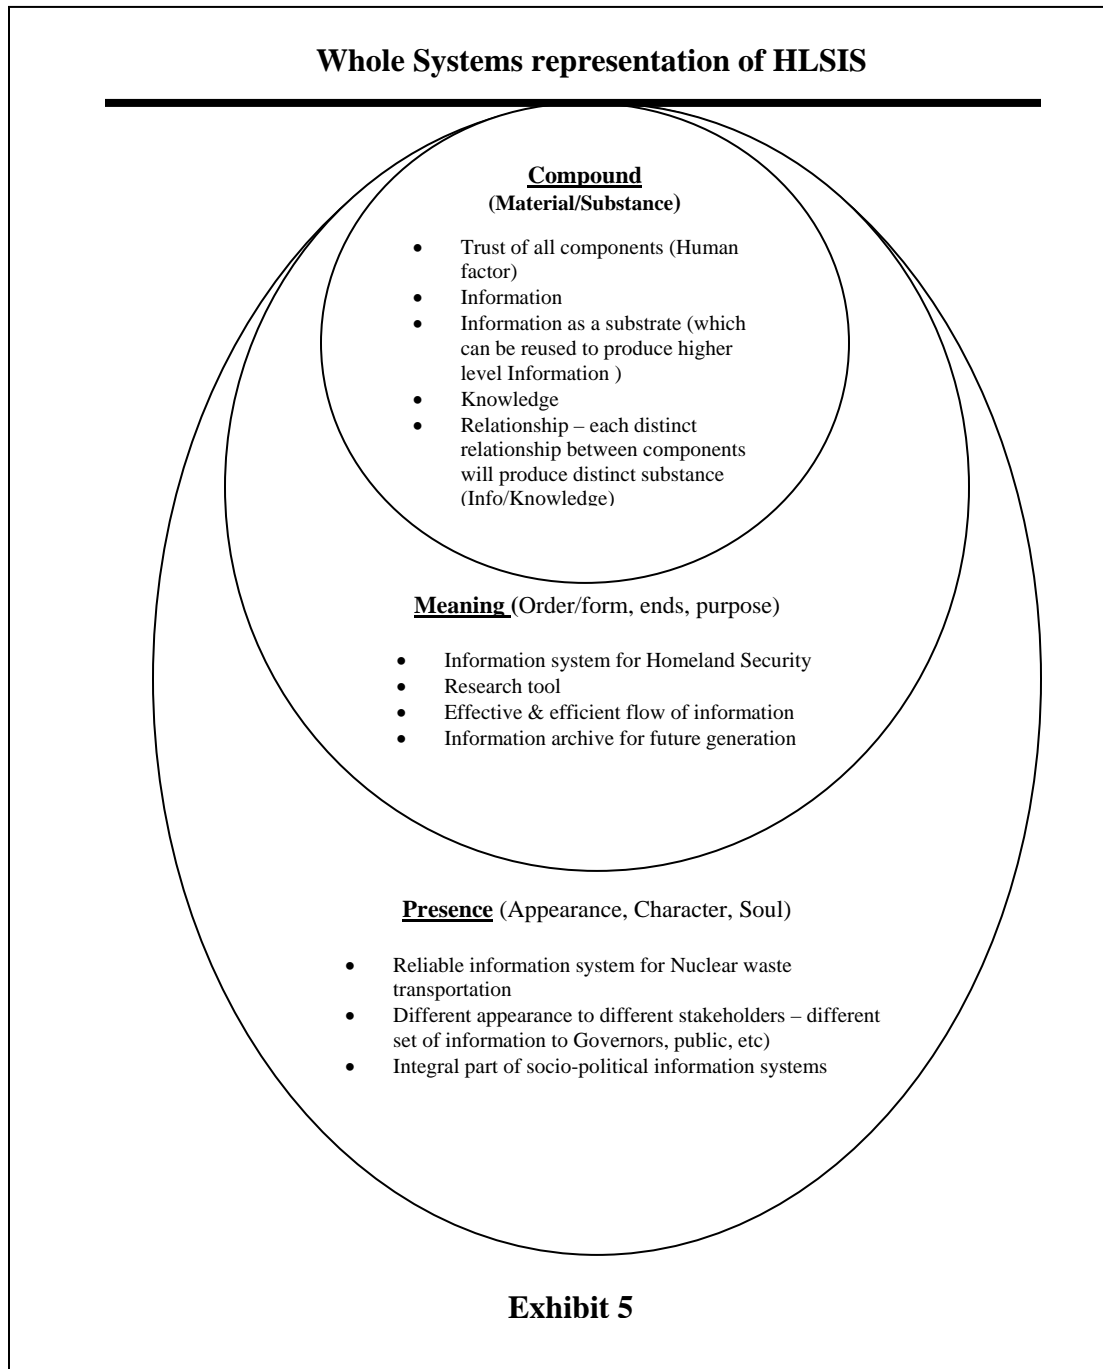 Whole Systems representation of HLSIS
Compound
(Material/Substance)
• Trust of all components (Human
factor)
• Information
• Information as a substrate (which
can be reused to produce higher
level Information )
• Knowledge
• Relationship – each distinct
relationship between components
will produce distinct substance
(Info/Knowledge)
Meaning (Order/form, ends, purpose)
• Information system for Homeland Security
• Research tool
• Effective & efficient flow of information
• Information archive for future generation
Presence (Appearance, Character, Soul)
• Reliable information system for Nuclear waste
transportation
• Different appearance to different stakeholders – different
set of information to Governors, public, etc)
• Integral part of socio-political information systems
Exhibit 5